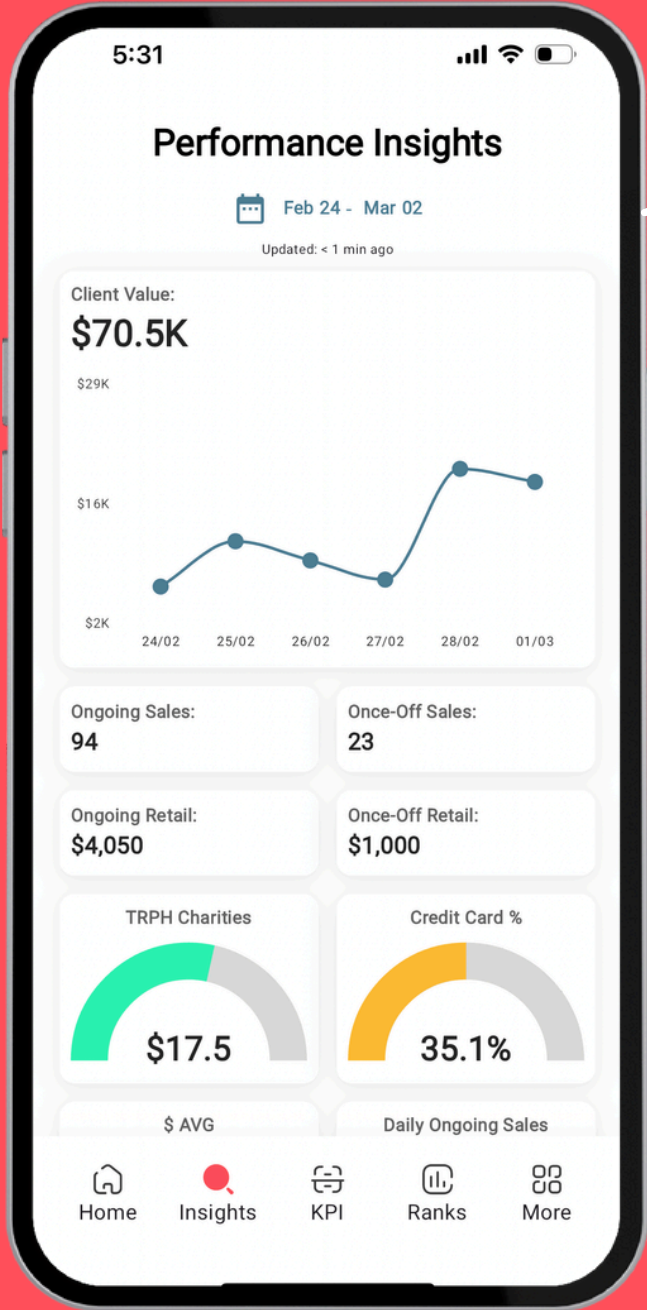 5:31
Performance Insights
Feb 24 - Mar 02
Updated: < 1 min ago
Client Value:
$70.5K
$29K
$16K
$2K
24/02 25/02 26/02 27/02 28/02 01/03
Ongoing Sales:
94
Once-Off Sales:
23
Ongoing Retail:
$4,050
Once-Off Retail:
$1,000
TRPH Charities
$17.5
Credit Card %
35.1%
$ AVG
Daily Ongoing Sales
Home Insights KPI Ranks More